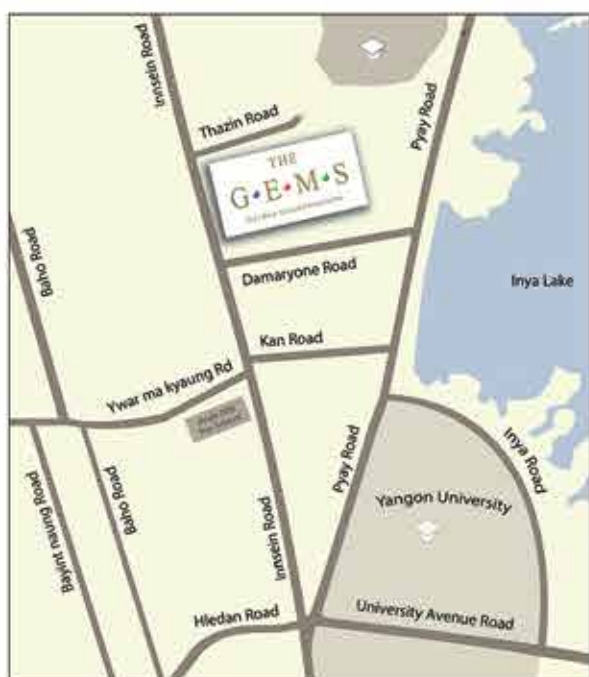 Innsein Road
Pyay Road
Thazin Road
THE
G•E•M•S
Baho Road
Damaryone Road
Inya Lake
Kan Road
Ywar ma kyaung Rd
Inya Road
Pyay Road
Yangon University
Bayint naung Road
Baho Road
Innsein Road
Hledan Road
University Avenue Road